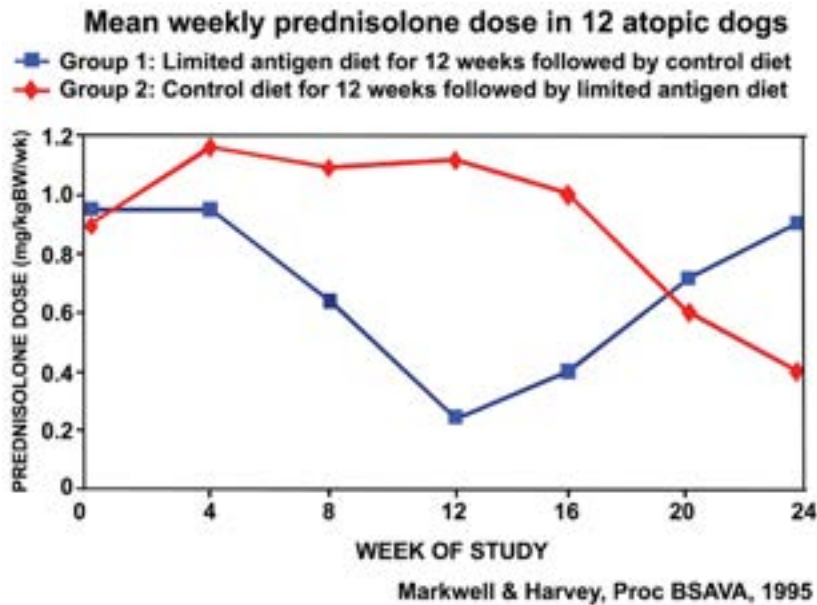 Mean weekly prednisolone dose in 12 atopic dogs
Group 1: Limited antigen diet for 12 weeks followed by control diet
Group 2: Control diet for 12 weeks followed by limited antigen diet
PREDNISOLONE DOSE (mg/kgBW/wk)
1.2
1.0
0.8
0.6
0.4
0.2
0
0 4 8 12 16 20 24
WEEK OF STUDY
Markwell & Harvey, Proc BSAVA, 1995